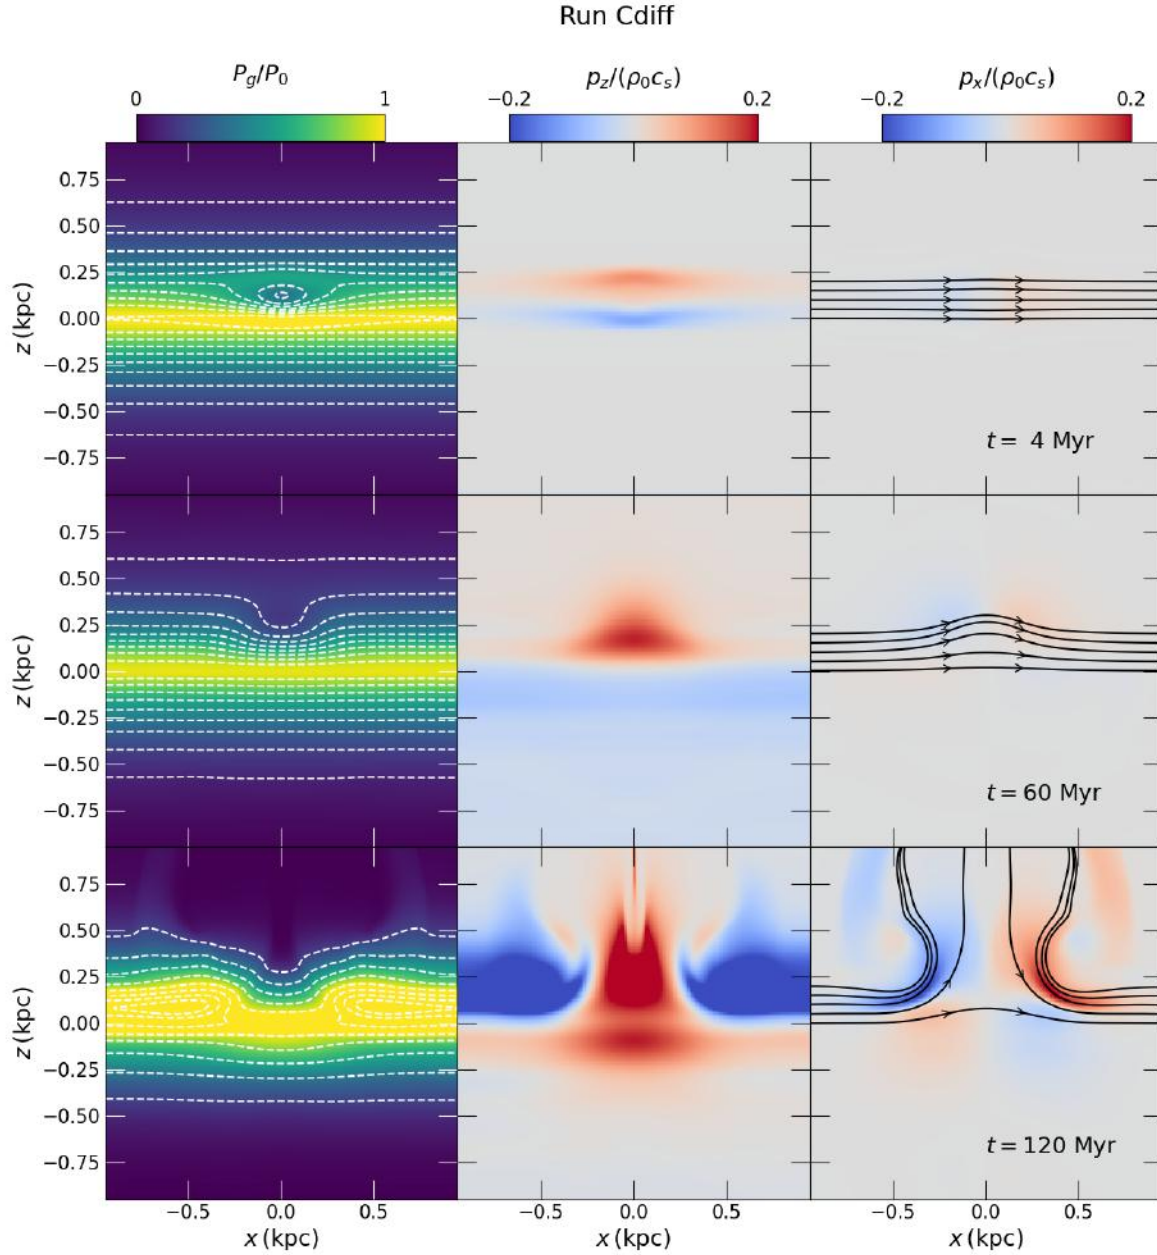 Run Cdiff
P_g/P_0 p_z/(ρ_0c_s) p_x/(ρ_0c_s)
0 1 −0.2 0.2 −0.2 0.2
0.75
0.50
0.25
0.00
−0.25
−0.50
−0.75
z (kpc)
t = 4 Myr
0.75
0.50
0.25
0.00
−0.25
−0.50
−0.75
z (kpc)
t = 60 Myr
0.75
0.50
0.25
0.00
−0.25
−0.50
−0.75
z (kpc)
t = 120 Myr
−0.5 0.0 0.5 −0.5 0.0 0.5 −0.5 0.0 0.5
x (kpc) x (kpc) x (kpc)